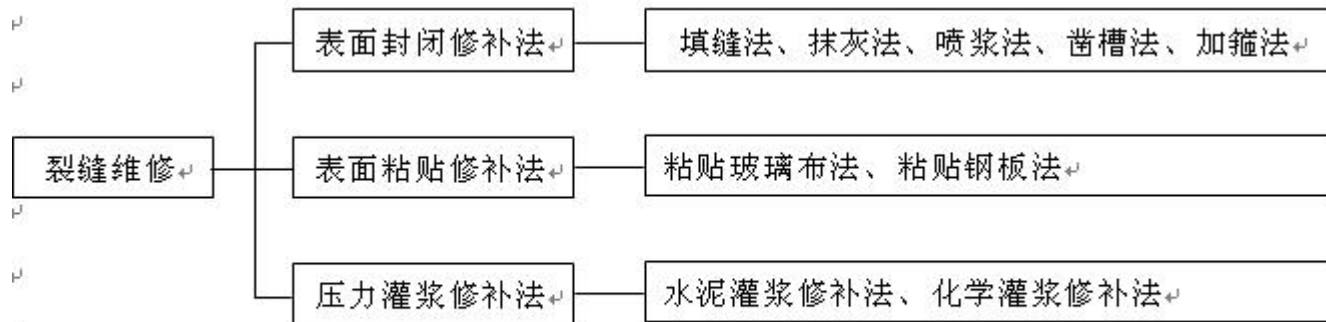 表面封闭修补法
填缝法、抹灰法、喷浆法、凿槽法、加箍法
裂缝维修
表面粘贴修补法
粘贴玻璃布法、粘贴钢板法
压力灌浆修补法
水泥灌浆修补法、化学灌浆修补法